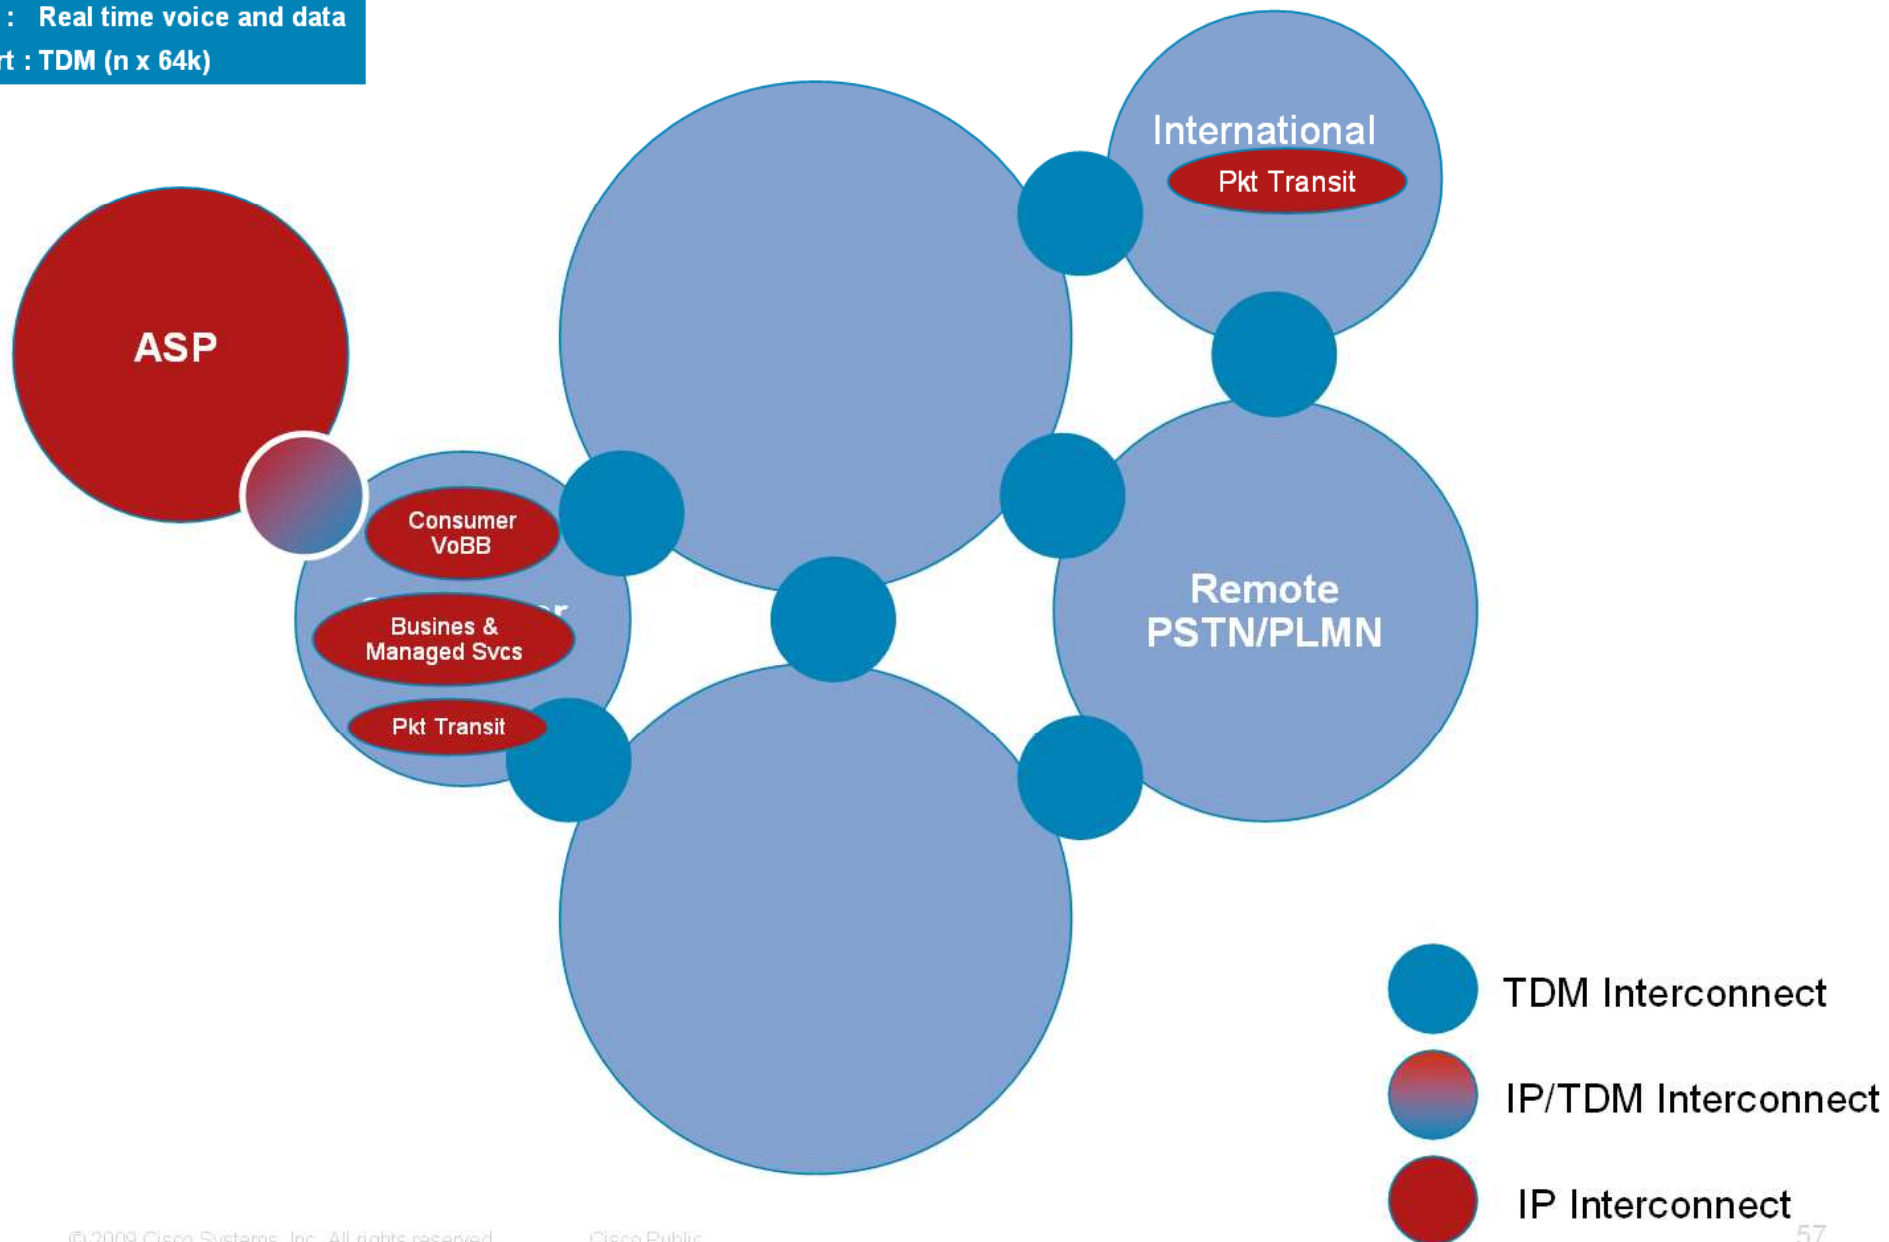 : Real time voice and data
rt : TDM (n x 64k)
International
Pkt Transit
ASP
Consumer
VoBB
Busines &
Managed Svcs
Pkt Transit
Remote
PSTN/PLMN
TDM Interconnect
IP/TDM Interconnect
IP Interconnect
© 2009 Cisco Systems, Inc. All rights reserved.
Cisco Public
57